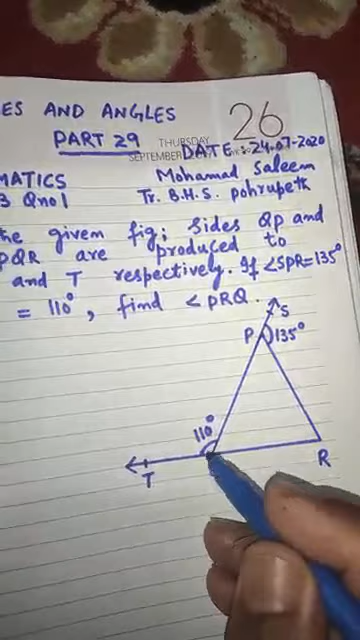 ES AND ANGLES
26
PART 29
THURSDAY
SEPTEMBER
DATE : 24.07-2020
MATICS
Mohamad Saleem
3 Qno1
Tr. B.H.S. pohrupeth
he given fig; Sides QP and
PQR are produced to
and T respectively. If <SPR=135°
= 110°, find <PRQ.
S
P
135°
110°
T
R